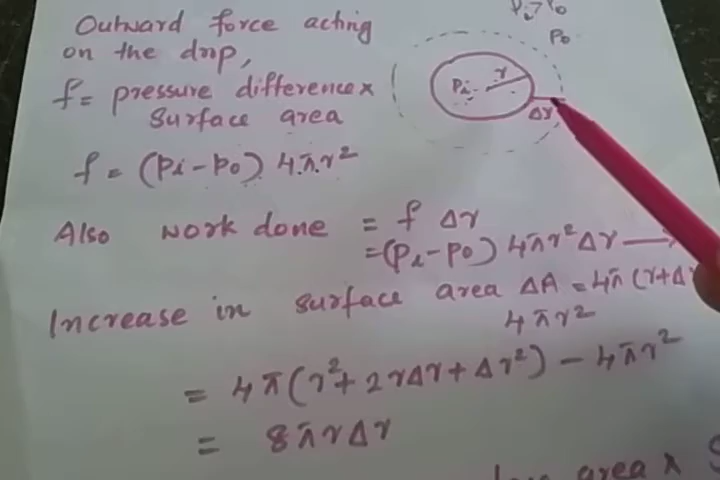 Outward force acting
on the drop,
f = pressure difference ×
Surface area
f = (Pi - Po) 4πr²
Pi > Po
Po
Pi
r
Δr
Also work done = f Δr
= (Pi - Po) 4πr² Δr →
Increase in surface area ΔA = 4π(r+Δr
4πr²
= 4π(r² + 2rΔr + Δr²) - 4πr²
= 8πrΔr
area × S